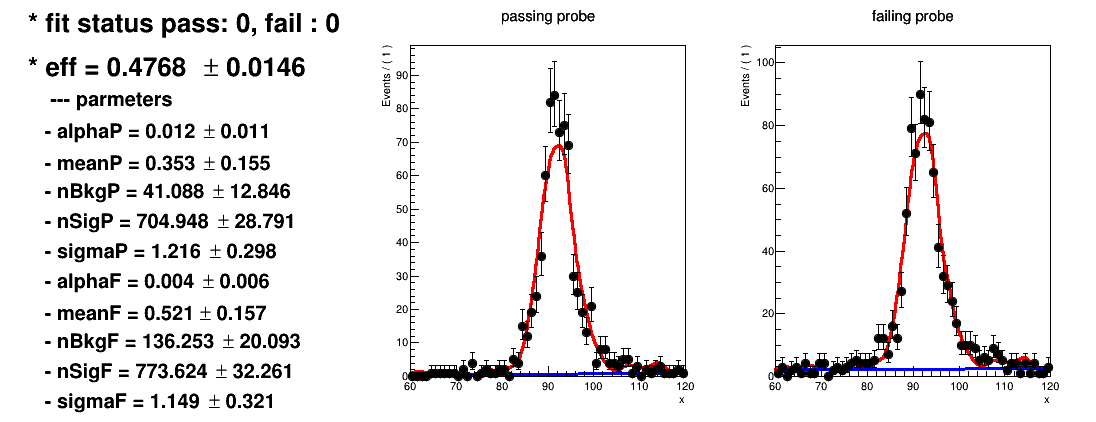 * fit status pass: 0, fail : 0
* eff = 0.4768 ± 0.0146
--- parmeters
- alphaP = 0.012 ± 0.011
- meanP = 0.353 ± 0.155
- nBkgP = 41.088 ± 12.846
- nSigP = 704.948 ± 28.791
- sigmaP = 1.216 ± 0.298
- alphaF = 0.004 ± 0.006
- meanF = 0.521 ± 0.157
- nBkgF = 136.253 ± 20.093
- nSigF = 773.624 ± 32.261
- sigmaF = 1.149 ± 0.321
passing probe
Events / ( 1 )
90
80
70
60
50
40
30
20
10
0
60 70 80 90 100 110 120
x
failing probe
Events / ( 1 )
100
80
60
40
20
0
60 70 80 90 100 110 120
x